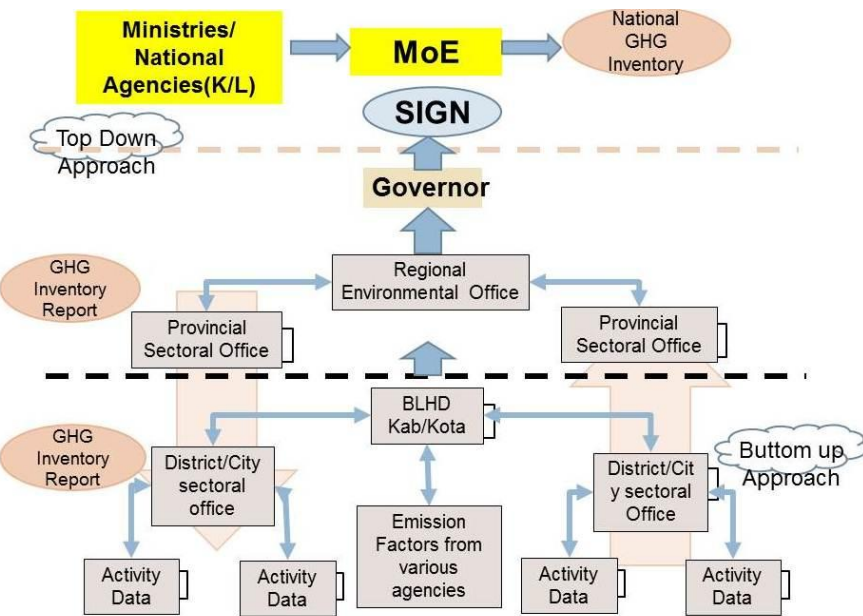 Ministries/
National
Agencies(K/L)
MoE
National
GHG
Inventory
SIGN
Top Down
Approach
Governor
GHG
Inventory
Report
Regional
Environmental Office
Provincial
Sectoral Office
Provincial
Sectoral Office
BLHD
Kab/Kota
GHG
Inventory
Report
District/City
sectoral
office
Emission
Factors from
various
agencies
District/Cit
y sectoral
Office
Buttom up
Approach
Activity
Data
Activity
Data
Activity
Data
Activity
Data